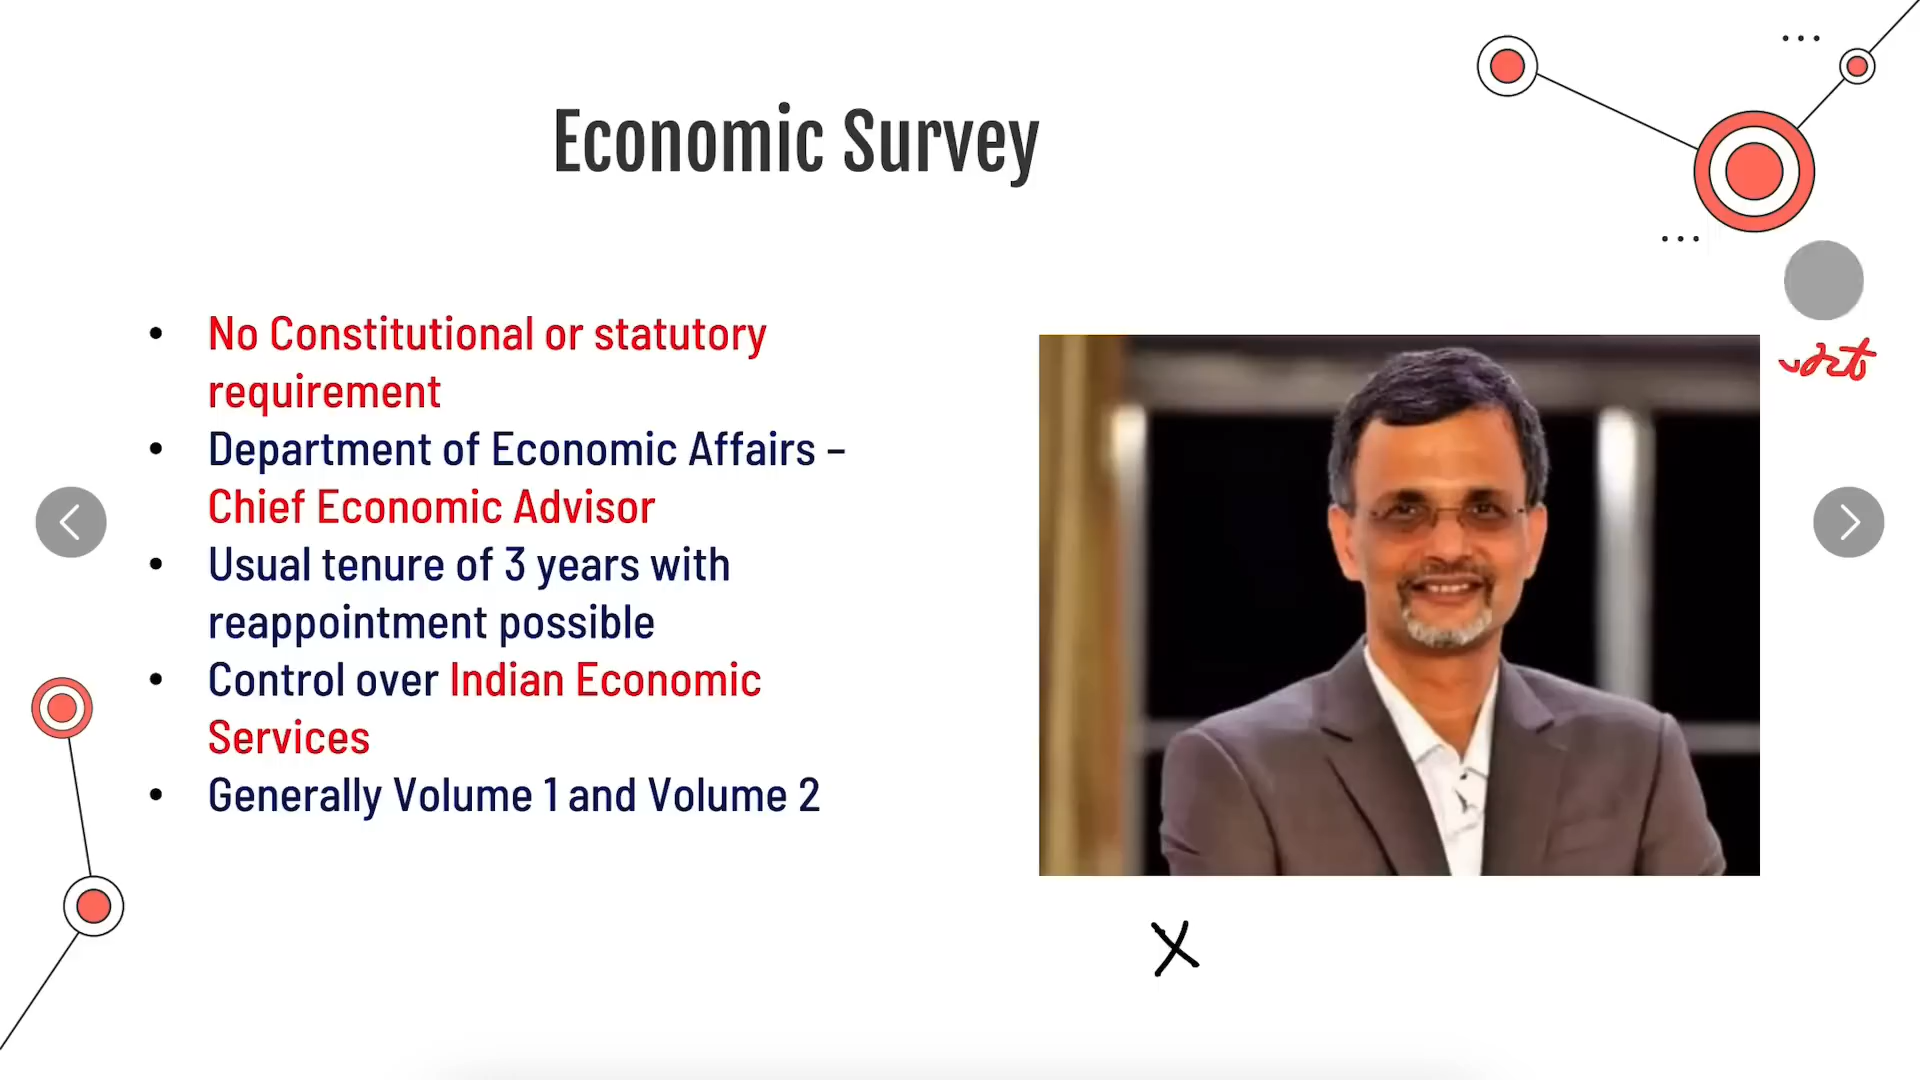 Economic Survey
• No Constitutional or statutory
requirement
• Department of Economic Affairs –
Chief Economic Advisor
• Usual tenure of 3 years with
reappointment possible
• Control over Indian Economic
Services
• Generally Volume 1 and Volume 2
X